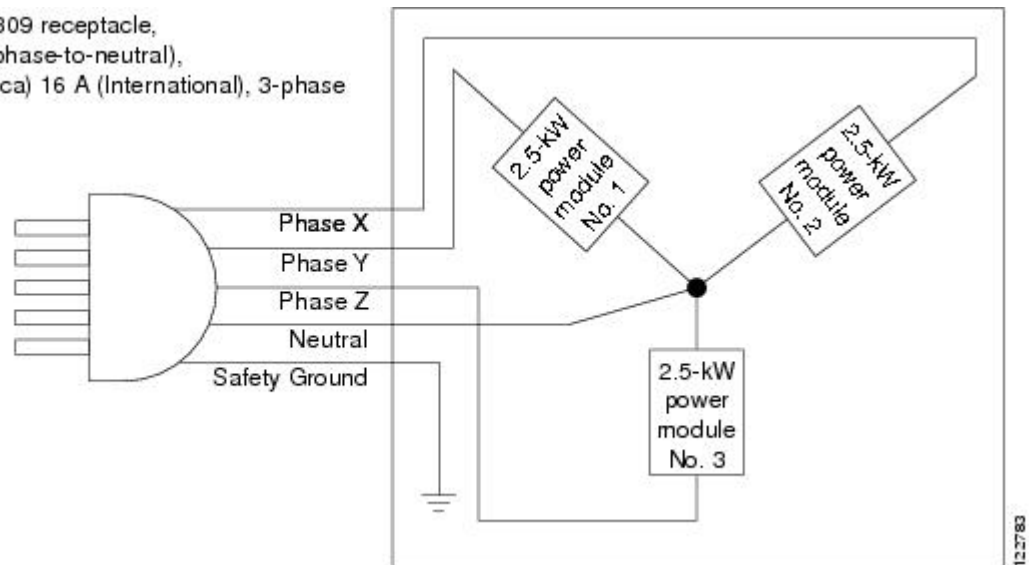 309 receptacle,
phase-to-neutral),
ca) 16 A (International), 3-phase
2.5-kW
power
module
No. 1
2.5-kW
power
module
No. 2
Phase X
Phase Y
Phase Z
Neutral
Safety Ground
2.5-kW
power
module
No. 3
122783